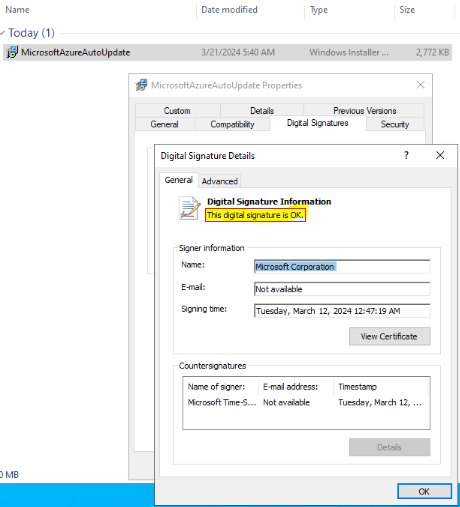 Name Date modified Type Size
Today (1)
MicrosoftAzureAutoUpdate 3/21/2024 5:40 AM Windows Installer ... 2,772 KB
MicrosoftAzureAutoUpdate Properties
Custom Details Previous Versions
General Compatibility Digital Signatures Security
Digital Signature Details ?
General Advanced
Digital Signature Information
This digital signature is OK.
Signer information
Name: Microsoft Corporation
E-mail: Not available
Signing time: Tuesday, March 12, 2024 12:47:19 AM
View Certificate
Countersignatures
Name of signer: E-mail address: Timestamp
Microsoft Time-S... Not available Tuesday, March 12, ...
Details
0 MB
OK